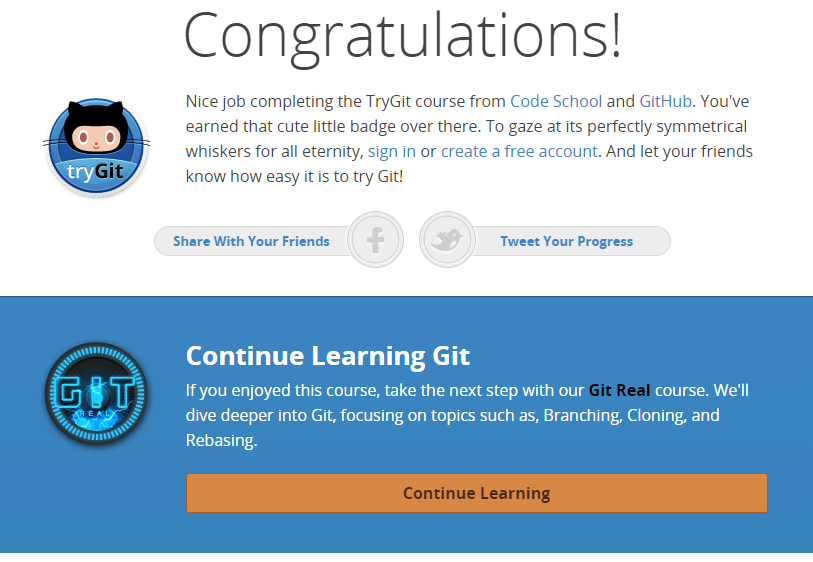 Congratulations!
Nice job completing the TryGit course from Code School and GitHub. You've
earned that cute little badge over there. To gaze at its perfectly symmetrical
whiskers for all eternity, sign in or create a free account. And let your friends
know how easy it is to try Git!
tryGit
Share With Your Friends
Tweet Your Progress
Continue Learning Git
If you enjoyed this course, take the next step with our Git Real course. We'll
dive deeper into Git, focusing on topics such as, Branching, Cloning, and
Rebasing.
GIT
REAL
Continue Learning